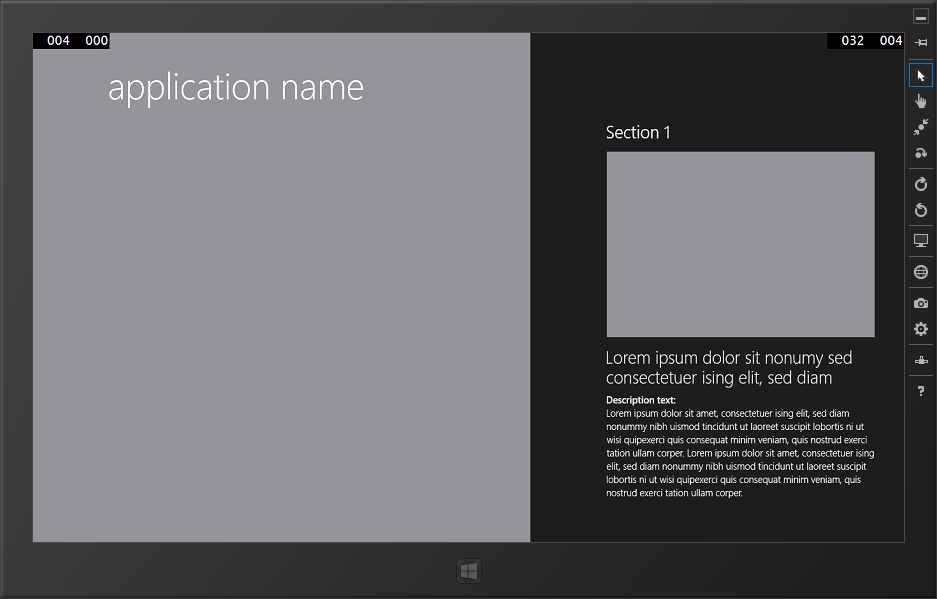 004 000
032 004
application name
Section 1
Lorem ipsum dolor sit nonumy sed
consectetuer ising elit, sed diam
Description text:
Lorem ipsum dolor sit amet, consectetuer ising elit, sed diam
nonummy nibh uismod tincidunt ut laoreet suscipit lobortis ni ut
wisi quipexerci quis consequat minim veniam, quis nostrud exerci
tation ullam corper. Lorem ipsum dolor sit amet, consectetuer ising
elit, sed diam nonummy nibh uismod tincidunt ut laoreet suscipit
lobortis ni ut wisi quipexerci quis consequat minim veniam, quis
nostrud exerci tation ullam corper.
?